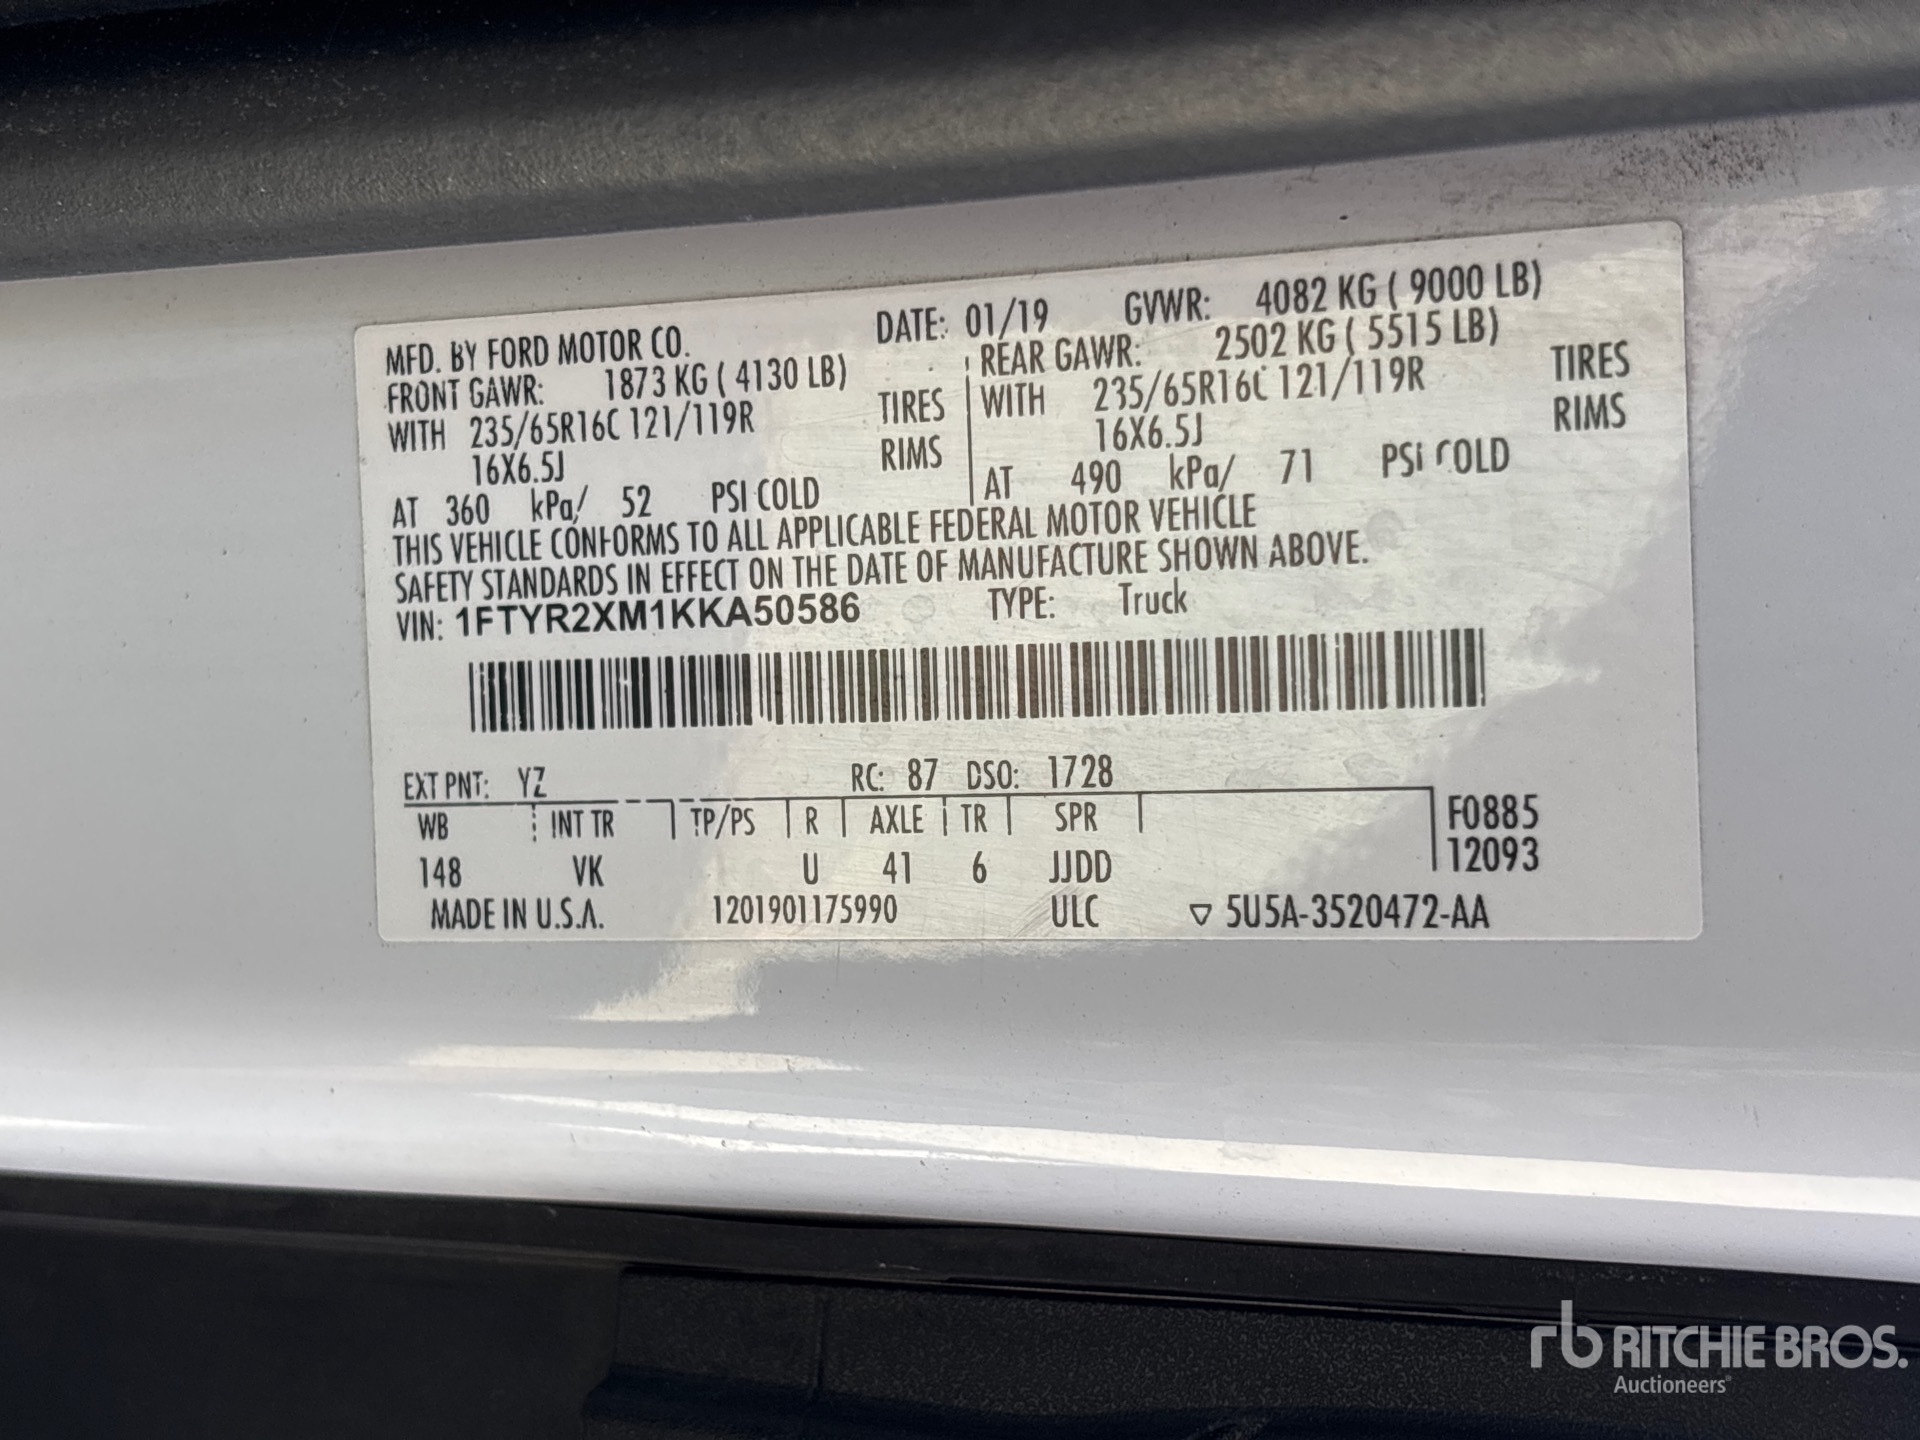 MFD. BY FORD MOTOR CO. DATE: 01/19 GVWR: 4082 KG ( 9000 LB)
FRONT GAWR: 1873 KG ( 4130 LB) REAR GAWR: 2502 KG ( 5515 LB)
WITH 235/65R16C 121/119R TIRES WITH 235/65R16C 121/119R TIRES
16X6.5J RIMS 16X6.5J RIMS
AT 360 kPa/ 52 PSI COLD AT 490 kPa/ 71 PSI COLD
THIS VEHICLE CONFORMS TO ALL APPLICABLE FEDERAL MOTOR VEHICLE
SAFETY STANDARDS IN EFFECT ON THE DATE OF MANUFACTURE SHOWN ABOVE.
VIN: 1FTYR2XM1KKA50586 TYPE: Truck
EXT PNT: YZ RC: 87 DSO: 1728
WB INT TR TP/PS R AXLE TR SPR F0885
148 VK U 41 6 JJDD 12093
MADE IN U.S.A. 1201901175990 ULC 5U5A-3520472-AA
rb RITCHIE BROS.
Auctioneers